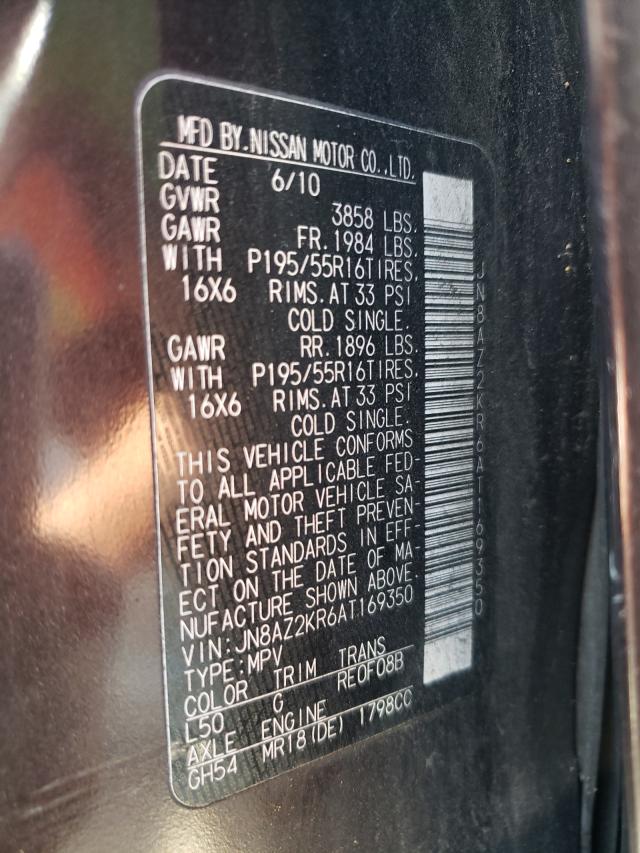 MFD BY.NISSAN MOTOR CO.,LTD.
DATE 6/10
GVWR 3858 LBS.
GAWR FR.1984 LBS.
WITH P195/55R16TIRES,
16X6 RIMS.AT 33 PSI
COLD SINGLE.
GAWR RR.1896 LBS.
WITH P195/55R16TIRES.
16X6 RIMS.AT 33 PSI
COLD SINGLE.
THIS VEHICLE CONFORMS
TO ALL APPLICABLE FED-
ERAL MOTOR VEHICLE SA-
FETY AND THEFT PREVEN-
TION STANDARDS IN EFF-
ECT ON THE DATE OF MA-
NUFACTURE SHOWN ABOVE.
VIN:JN8AZ2KR6AT169350
TYPE:MPV
COLOR TRIM TRANS
L50 G RE0F08B
AXLE ENGINE
GH54 MR18(DE) 1798CC
JN8AZ2KR6AT169350